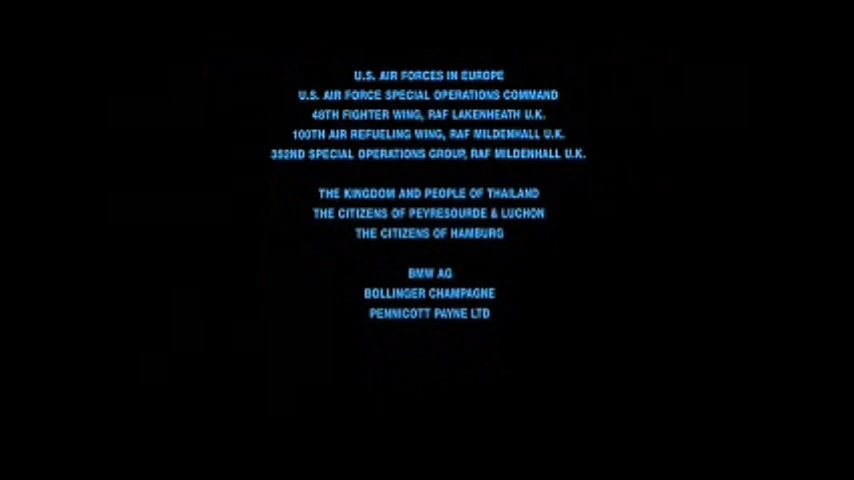 U.S. AIR FORCES IN EUROPE
U.S. AIR FORCE SPECIAL OPERATIONS COMMAND
48TH FIGHTER WING, RAF LAKENHEATH U.K.
100TH AIR REFUELING WING, RAF MILDENHALL U.K.
352ND SPECIAL OPERATIONS GROUP, RAF MILDENHALL U.K.
THE KINGDOM AND PEOPLE OF THAILAND
THE CITIZENS OF PEYRESOURDE & LUCHON
THE CITIZENS OF HAMBURG
BMW AG
BOLLINGER CHAMPAGNE
PENNICOTT PAYNE LTD